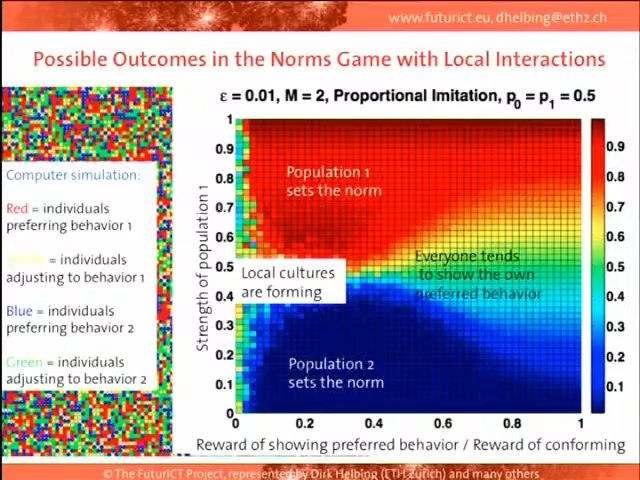 www.futurict.eu, dhelbing@ethz.ch
Possible Outcomes in the Norms Game with Local Interactions
ε = 0.01, M = 2, Proportional Imitation, p0 = p1 = 0.5
Computer simulation:
Red = individuals
preferring behavior 1
= individuals
adjusting to behavior 1
Blue = individuals
preferring behavior 2
Green = individuals
adjusting to behavior 2
Strength of population 1
1
0.9
0.8
0.7
0.6
0.5
0.4
0.3
0.2
0.1
0
Population 1
sets the norm
Local cultures
are forming
Everyone tends
to show the own
preferred behavior
Population 2
sets the norm
0
0.2
0.4
0.6
0.8
1
Reward of showing preferred behavior / Reward of conforming
0.9
0.8
0.7
0.6
0.5
0.4
0.3
0.2
0.1
© The FuturICT Project, represented by Dirk Helbing (ETH Zurich) and many others